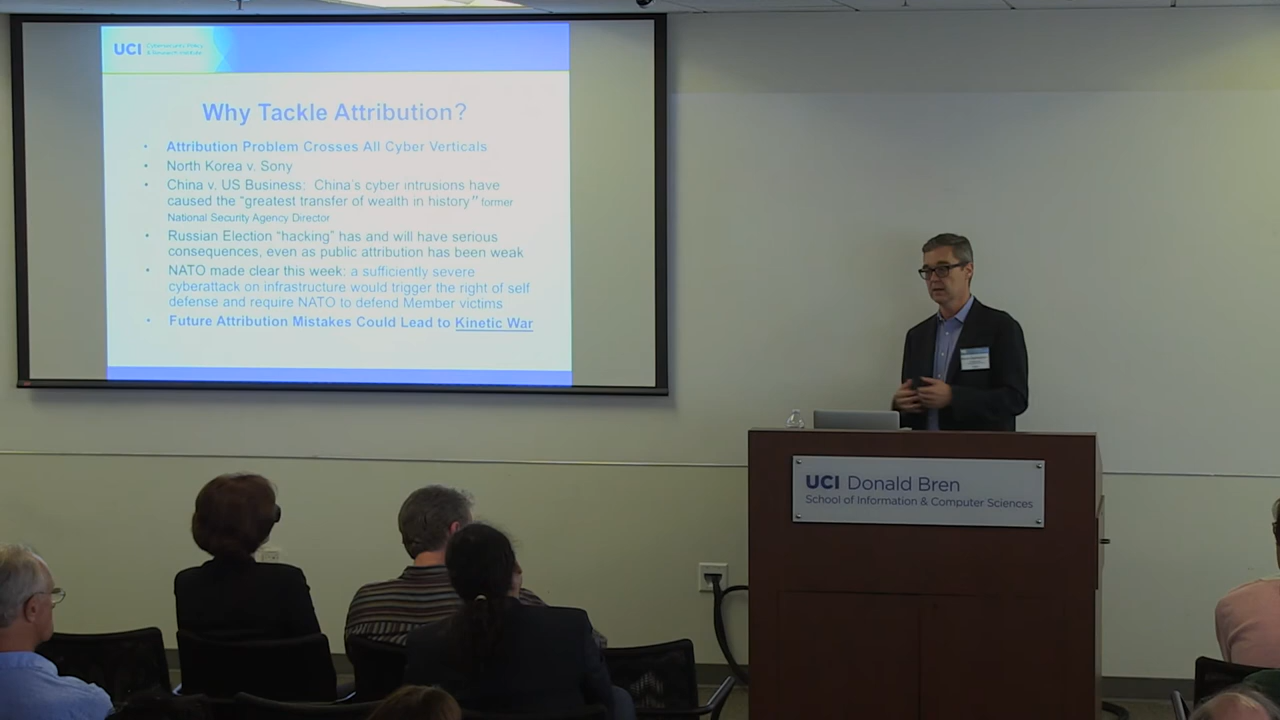 UCI Cybersecurity Policy
& Research Institute
Why Tackle Attribution?
• Attribution Problem Crosses All Cyber Verticals
• North Korea v. Sony
• China v. US Business: China's cyber intrusions have
caused the "greatest transfer of wealth in history" former
National Security Agency Director
• Russian Election "hacking" has and will have serious
consequences, even as public attribution has been weak
• NATO made clear this week: a sufficiently severe
cyberattack on infrastructure would trigger the right of self
defense and require NATO to defend Member victims
• Future Attribution Mistakes Could Lead to Kinetic War
UCI Donald Bren
School of Information & Computer Sciences